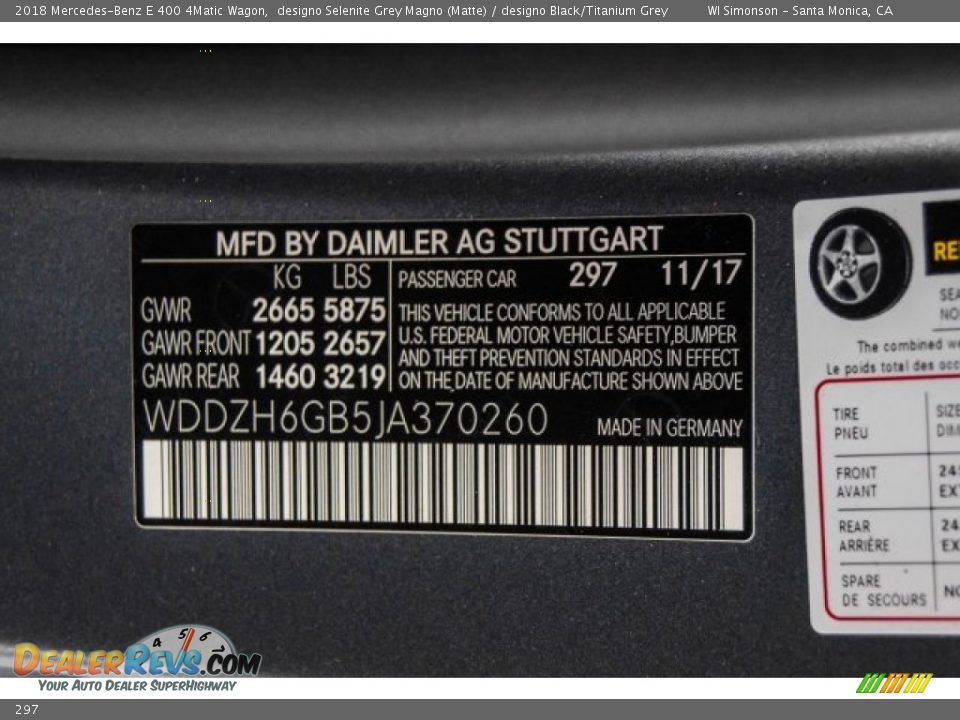 2018 Mercedes-Benz E 400 4Matic Wagon,  designo Selenite Grey Magno (Matte) / designo Black/Titanium Grey
WI Simonson - Santa Monica, CA
MFD BY DAIMLER AG STUTTGART
KG LBS
GVWR 2665 5875
GAWR FRONT 1205 2657
GAWR REAR 1460 3219
PASSENGER CAR 297 11/17
THIS VEHICLE CONFORMS TO ALL APPLICABLE
U.S. FEDERAL MOTOR VEHICLE SAFETY,BUMPER
AND THEFT PREVENTION STANDARDS IN EFFECT
ON THE DATE OF MANUFACTURE SHOWN ABOVE
WDDZH6GB5JA370260
MADE IN GERMANY
The combined
Le poids total des
TIRE
PNEU
FRONT
AVANT
REAR
ARRIÈRE
SPARE
DE SECOURS
4 5 6
DEALERREVS.COM
YOUR AUTO DEALER SUPERHIGHWAY
297